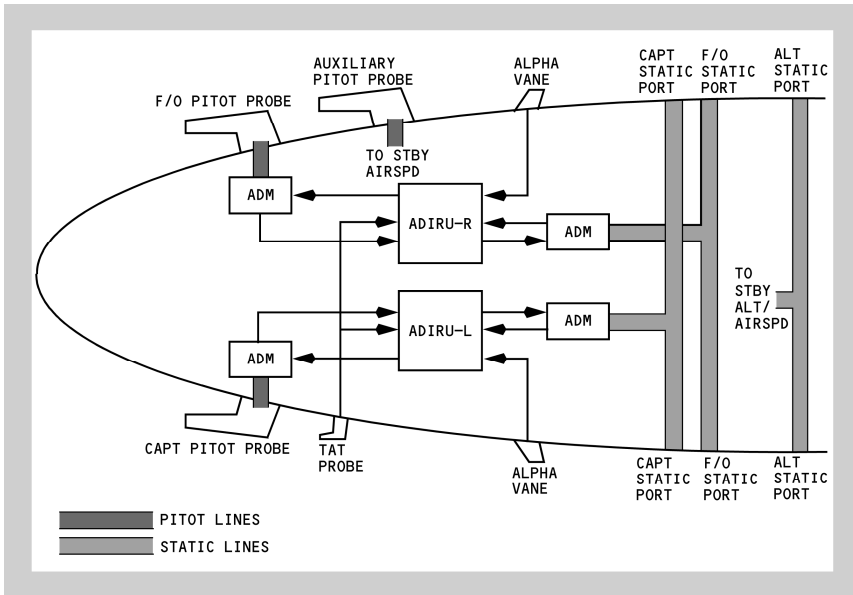 AUXILIARY
PITOT PROBE
ALPHA
VANE
CAPT
STATIC
PORT
F/O
STATIC
PORT
ALT
STATIC
PORT
F/O PITOT PROBE
TO STBY
AIRSPD
ADM
ADIRU-R
ADM
TO
STBY
ALT/
AIRSPD
ADIRU-L
ADM
ADM
CAPT PITOT PROBE
TAT
PROBE
ALPHA
VANE
CAPT
STATIC
PORT
F/O
STATIC
PORT
ALT
STATIC
PORT
PITOT LINES
STATIC LINES